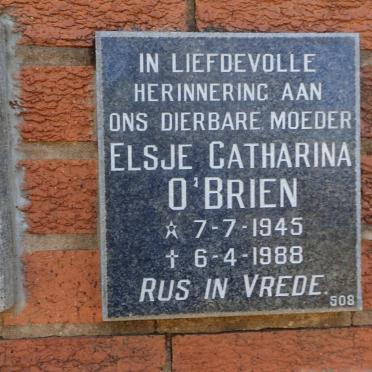 IN LIEFDEVOLLE
HERINNERING AAN
ONS DIERBARE MOEDER
ELSJE CATHARINA
O'BRIEN
☆ 7-7-1945
✝ 6-4-1988
RUS IN VREDE.
508